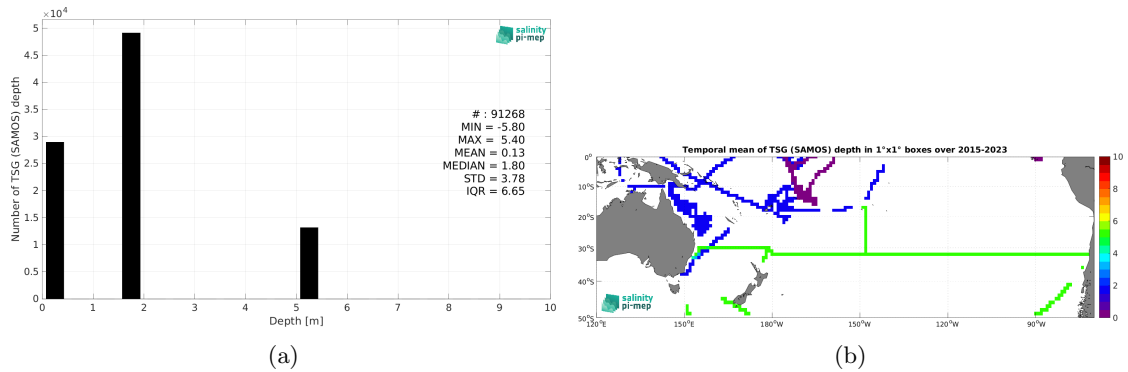 ×10⁴
5
4.5
4
3.5
3
2.5
2
1.5
1
0.5
0
Number of TSG (SAMOS) depth
0 1 2 3 4 5 6 7 8 9 10
Depth [m]
salinity
pi-mep
# : 91268
MIN = -5.80
MAX = 5.40
MEAN = 0.13
MEDIAN = 1.80
STD = 3.78
IQR = 6.65
(a)
Temporal mean of TSG (SAMOS) depth in 1°x1° boxes over 2015-2023
0°
10°S
20°S
30°S
40°S
50°S
120°E 150°E 180°W 150°W 120°W 90°W
10
8
6
4
2
0
salinity
pi-mep
(b)